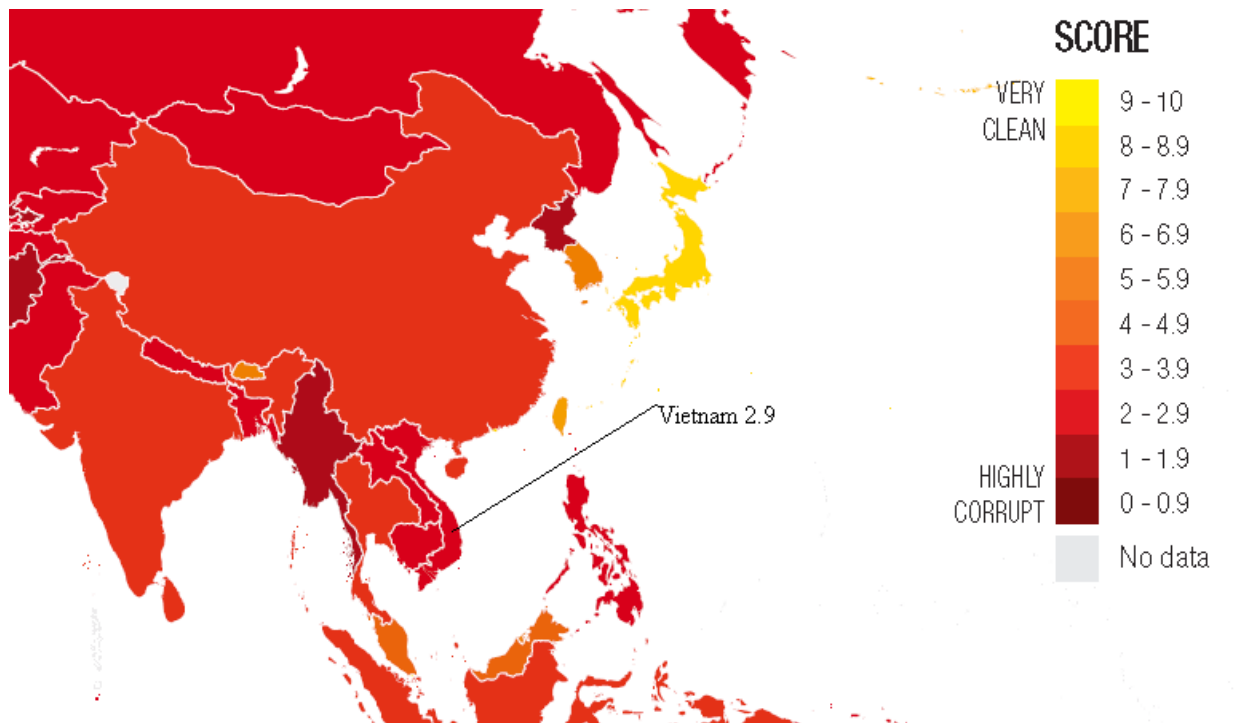 SCORE
VERY
CLEAN
9 - 10
8 - 8.9
7 - 7.9
6 - 6.9
5 - 5.9
4 - 4.9
3 - 3.9
2 - 2.9
1 - 1.9
0 - 0.9
HIGHLY
CORRUPT
No data
Vietnam 2.9